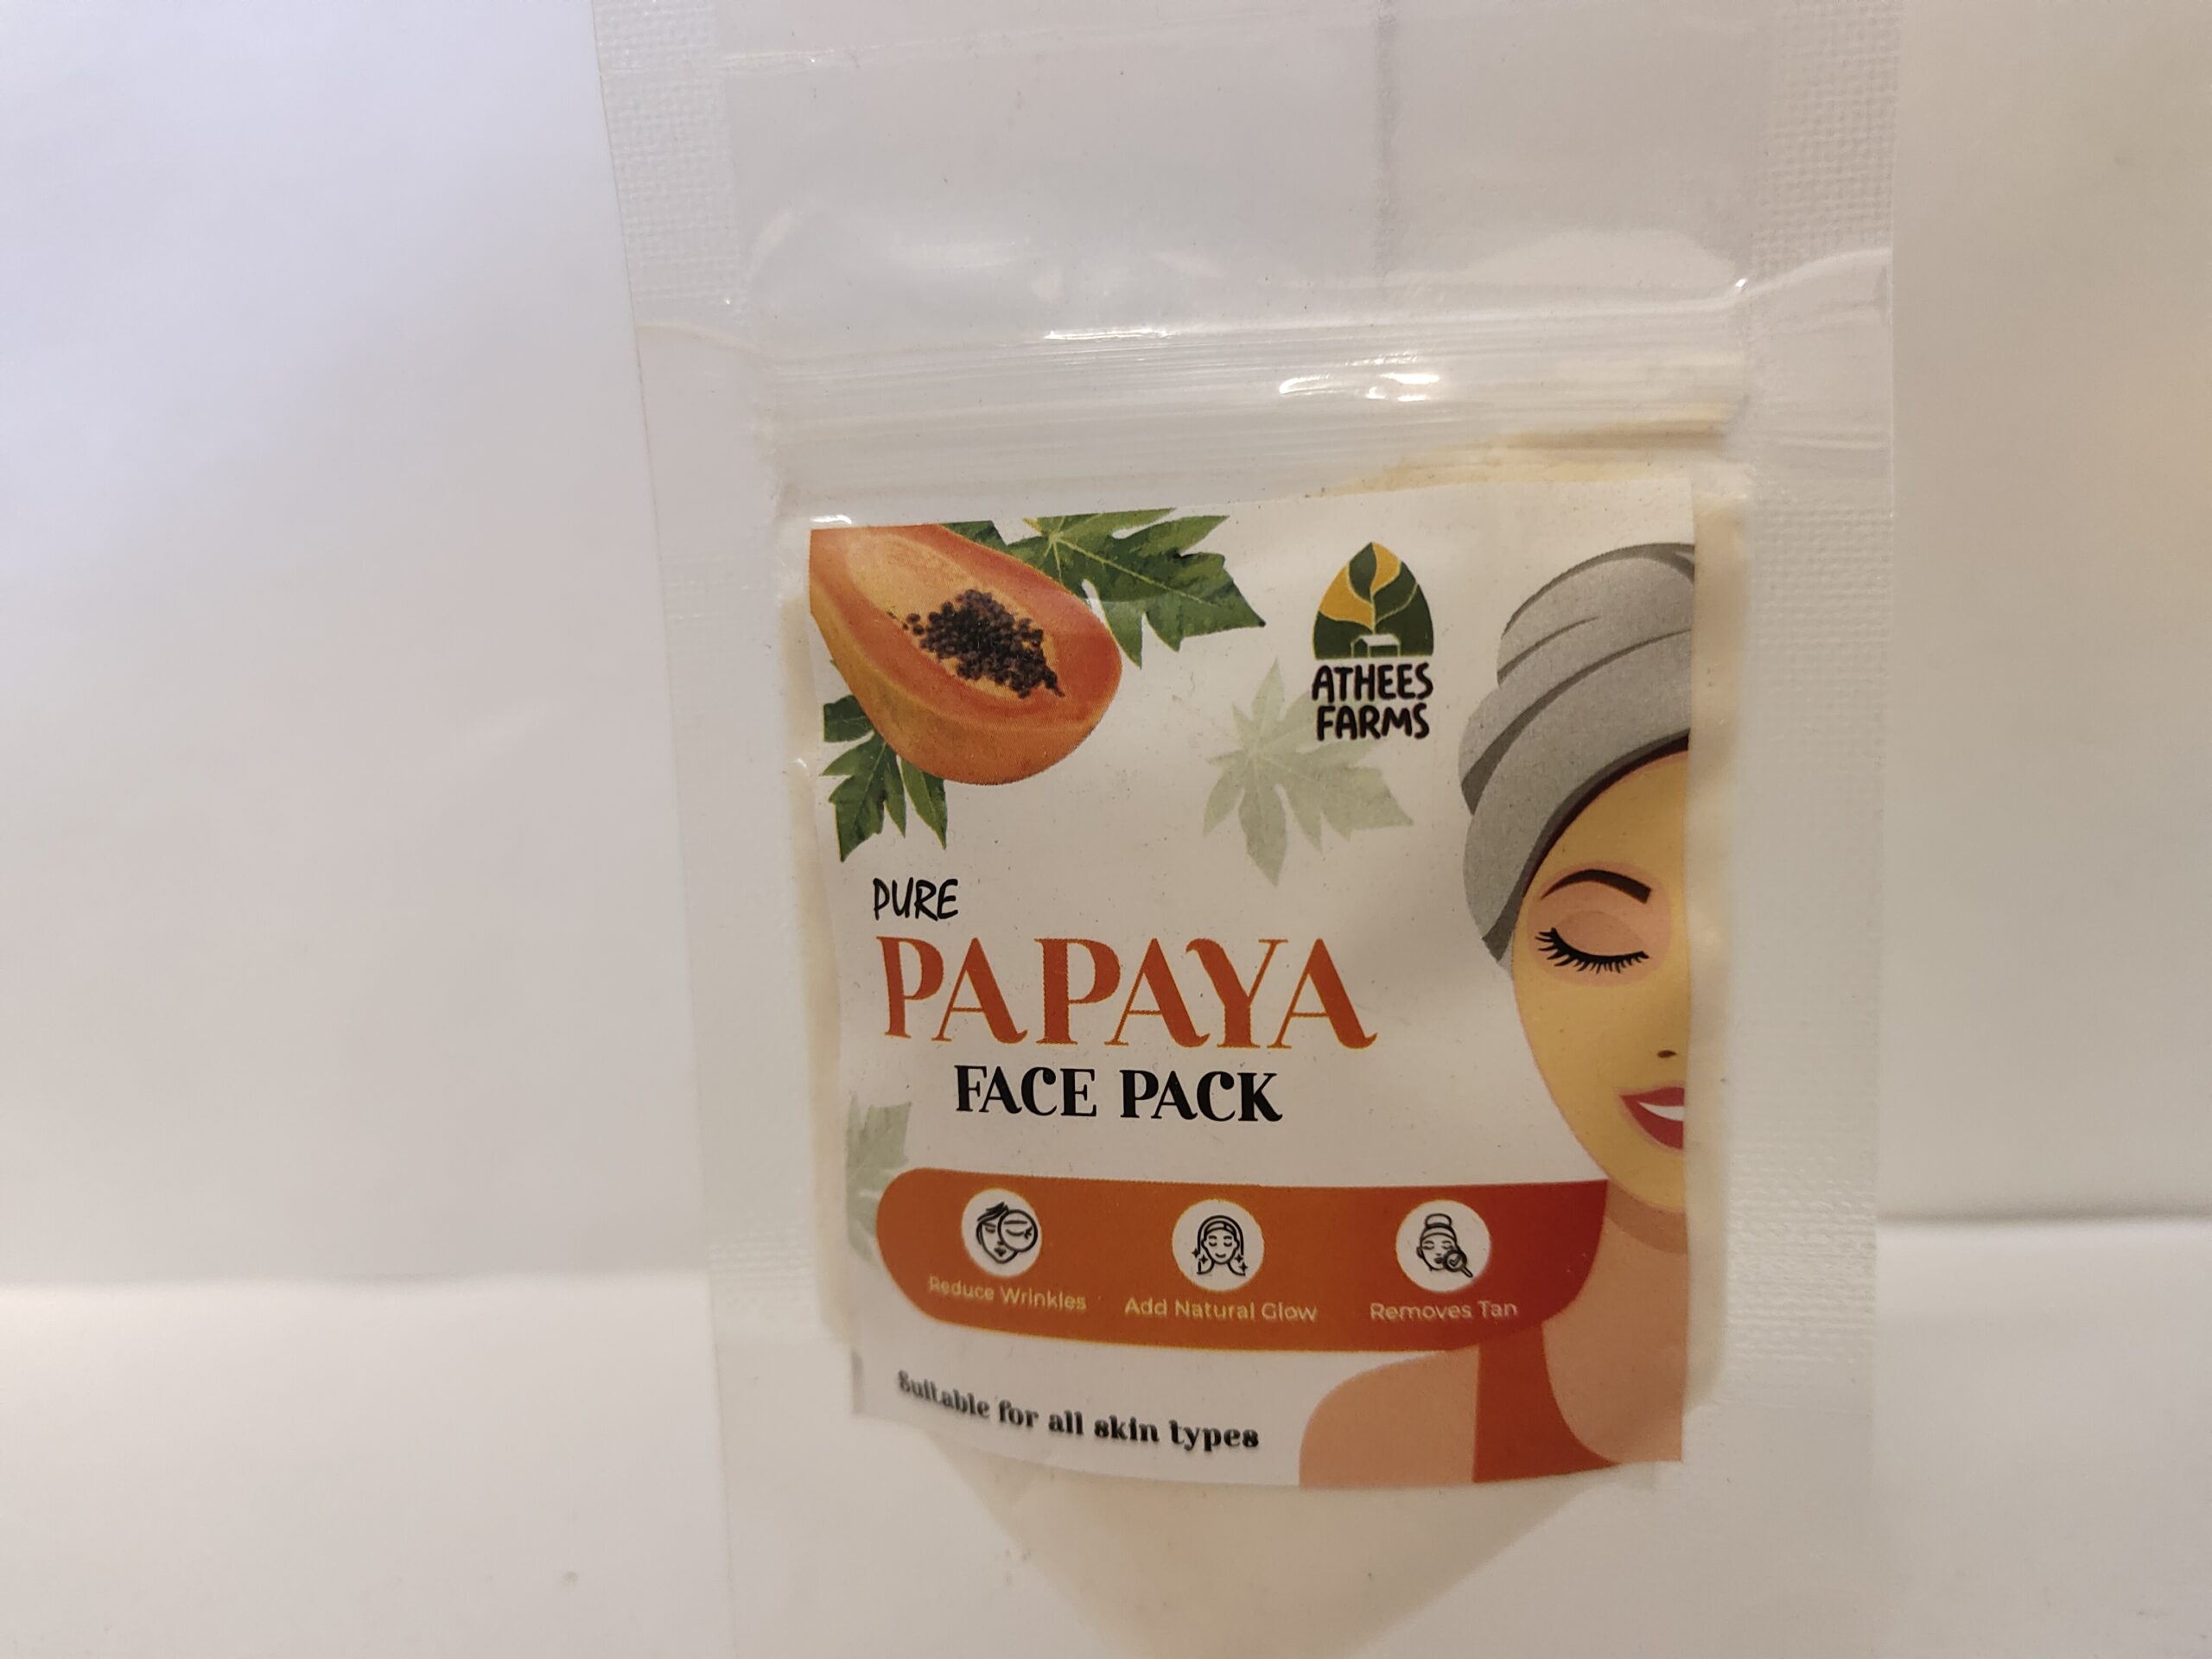 ATHEES
FARMS
PURE
PAPAYA
FACE PACK
Reduce Wrinkles
Add Natural Glow
Removes Tan
Suitable for all skin types